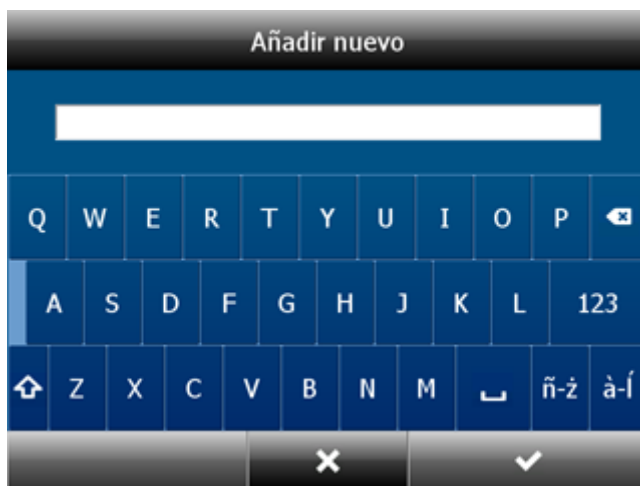 Añadir nuevo
Q W E R T Y U I O P
A S D F G H J K L 123
Z X C V B N M ñ-ż à-Í